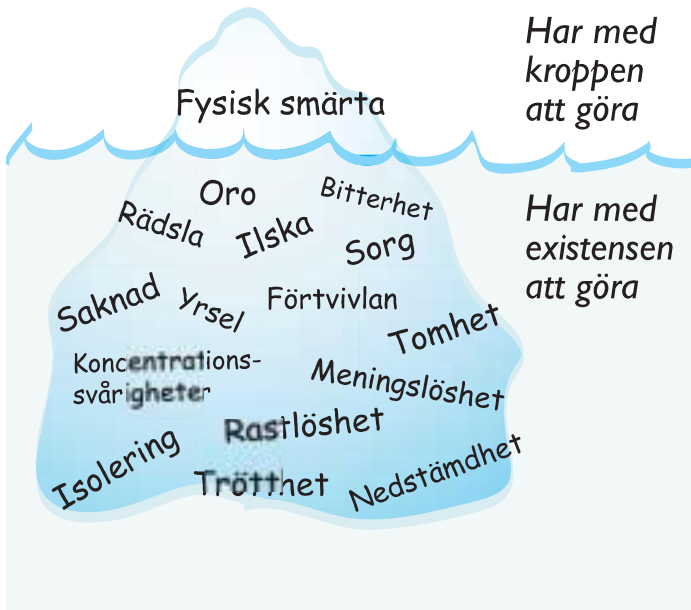 Har med
kroppen
att göra
Fysisk smärta
Har med
existensen
att göra
Oro
Bitterhet
Rädsla
Ilska
Sorg
Saknad
Yrsel
Förtvivlan
Tomhet
Koncentrations-
svårigheter
Meningslöshet
Rastlöshet
Isolering
Trötthet
Nedstämdhet